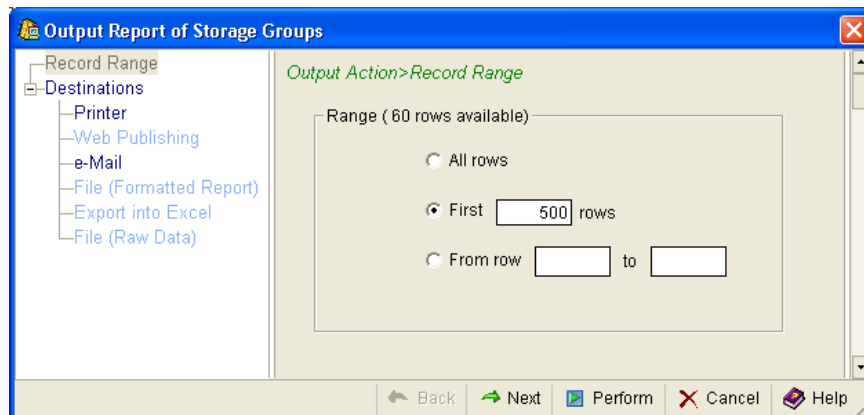 Output Report of Storage Groups
Record Range
Destinations
Printer
Web Publishing
e-Mail
File (Formatted Report)
Export into Excel
File (Raw Data)
Output Action>Record Range
Range ( 60 rows available)
All rows
First 500 rows
From row to
Back Next Perform Cancel Help